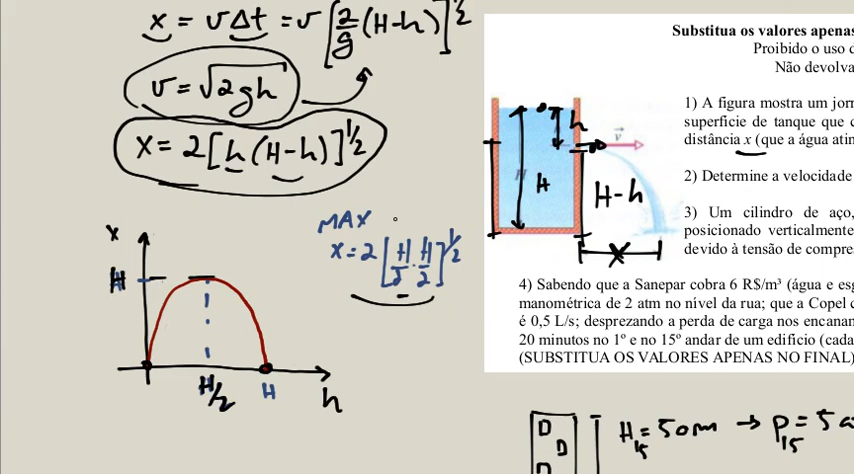 x = v Δt = v [2/g (H-h)]^1/2
v = √2gh
x = 2[h(H-h)]^1/2
MAX
x = 2[H/2 · H/2]^1/2
x
H
H/2
H
h
h
H
v
H-h
x
Substitua os valores apenas
Proibido o uso
Não devolva
1) A figura mostra um jorr
superfície de tanque que
distância x (que a água atin
2) Determine a velocidade
3) Um cilindro de aço,
posicionado verticalmente
devido à tensão de compre
4) Sabendo que a Sanepar cobra 6 R$/m³ (água e esg
manométrica de 2 atm no nível da rua; que a Copel
é 0,5 L/s; desprezando a perda de carga nos encanam
20 minutos no 1º e no 15º andar de um edifício (cada
(SUBSTITUA OS VALORES APENAS NO FINAL)
D
D
H15 = 50m → P15 = 5 a